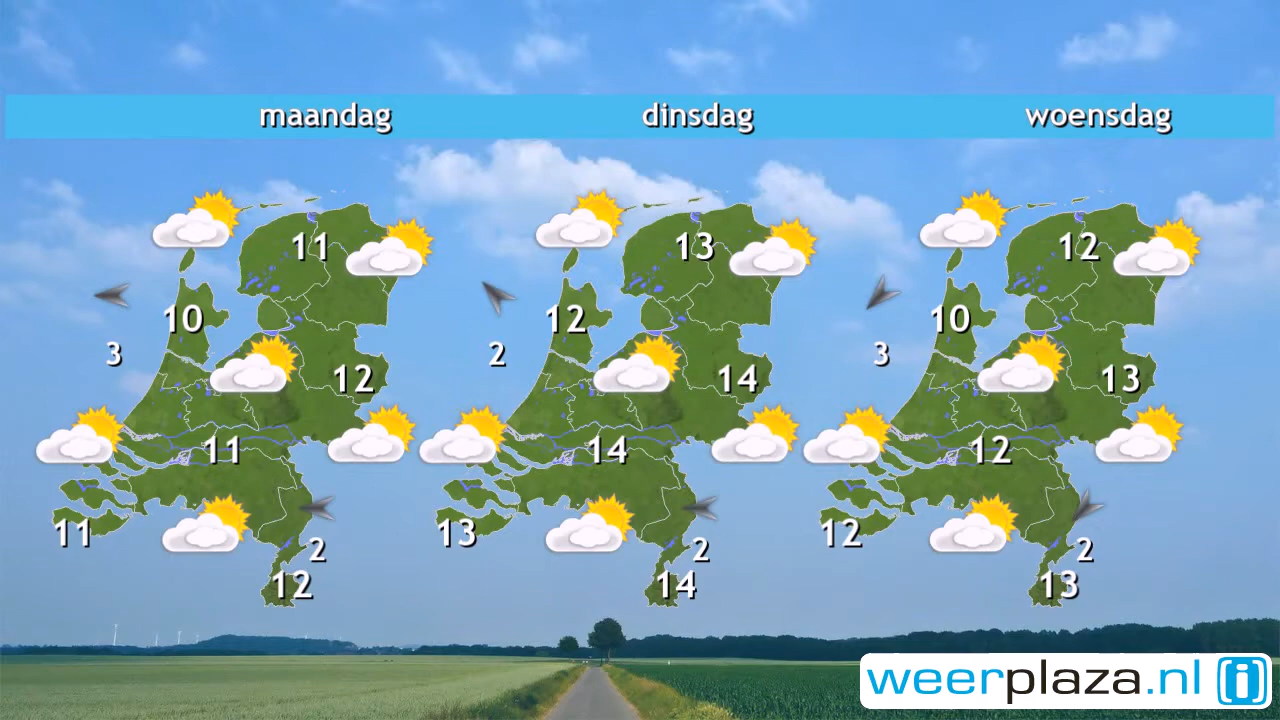 maandag dinsdag woensdag
11 13 12
10 12 10
3 2 3
12 14 13
11 14 12
11 13 12
2 2 2
12 14 13
weerplaza.nl